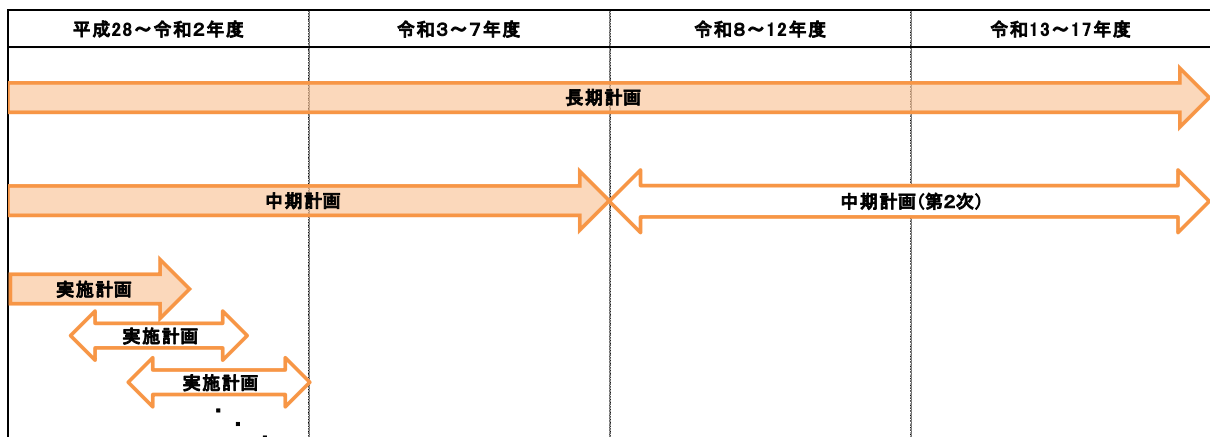 平成28～令和2年度
令和3～7年度
令和8～12年度
令和13～17年度
長期計画
中期計画
中期計画(第2次)
実施計画
実施計画
実施計画